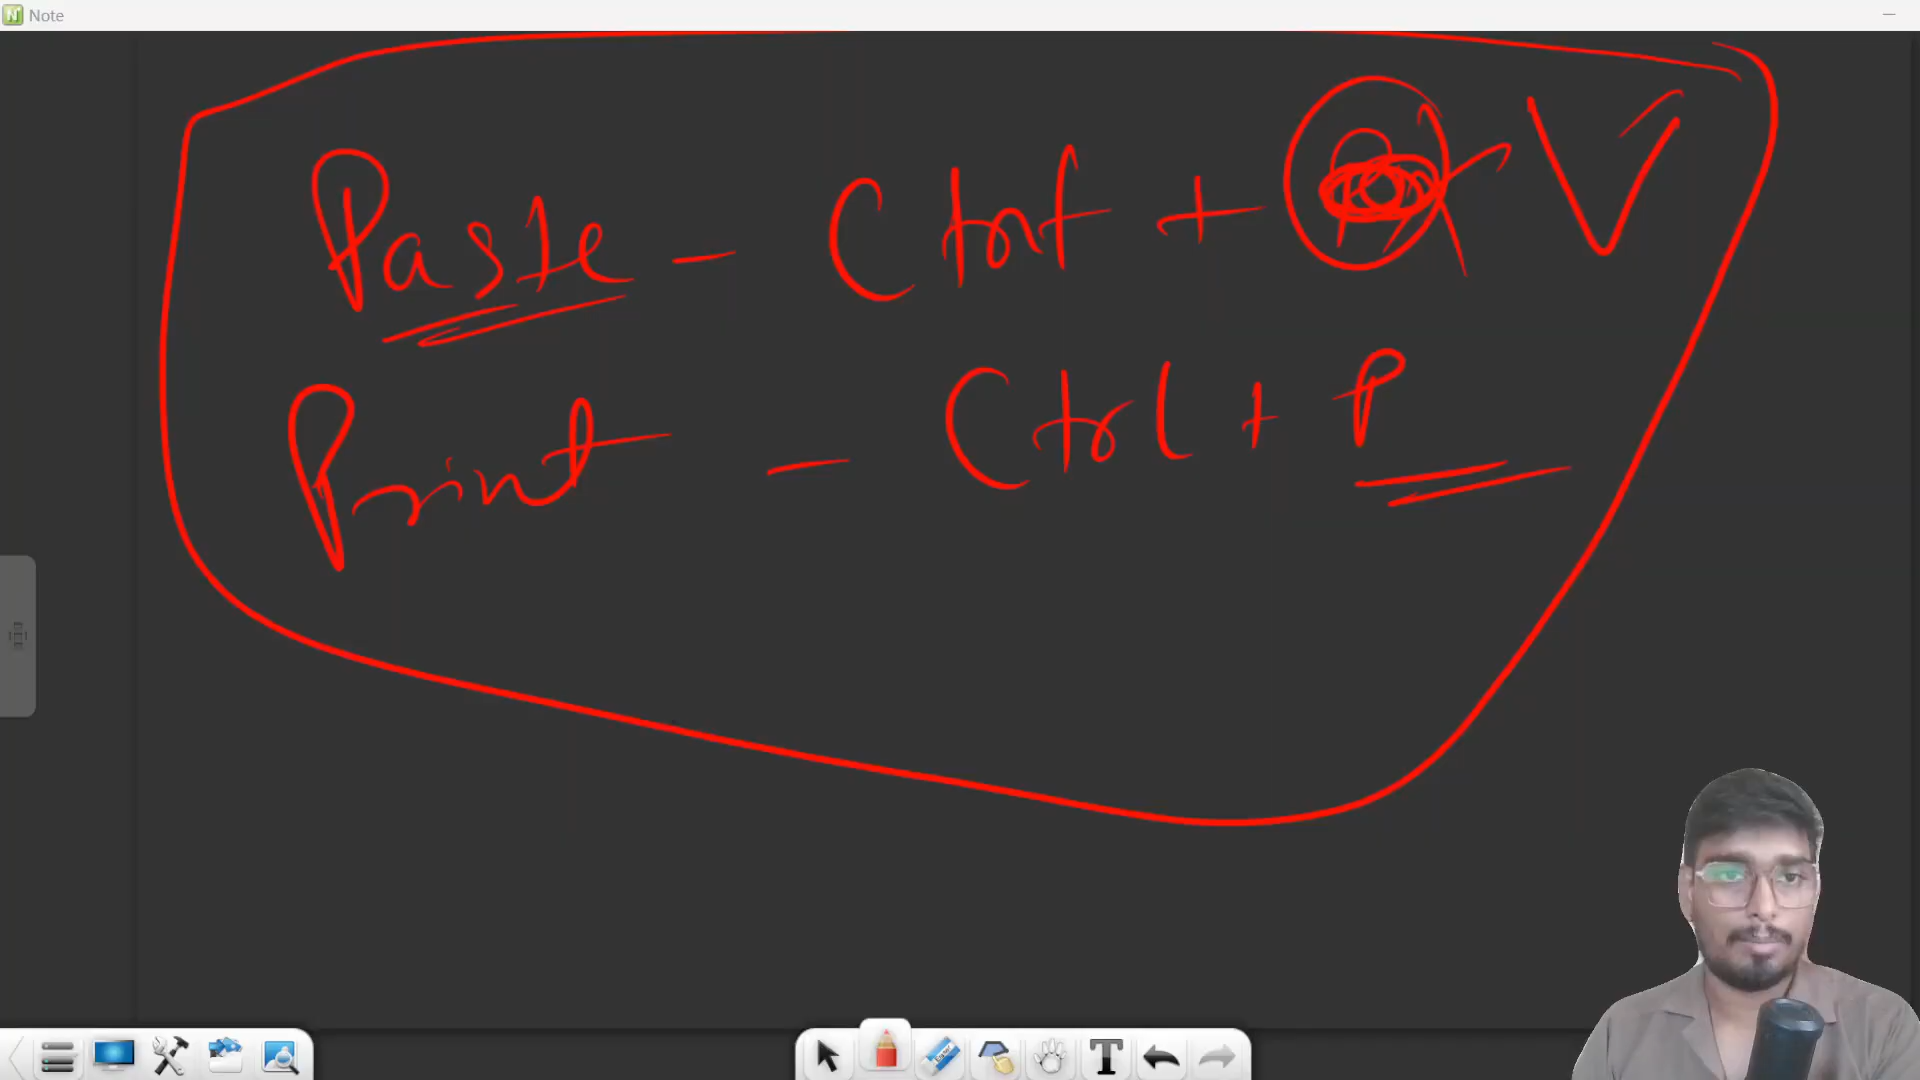 Note
Paste - Ctrl + V
Print - Ctrl + P
T